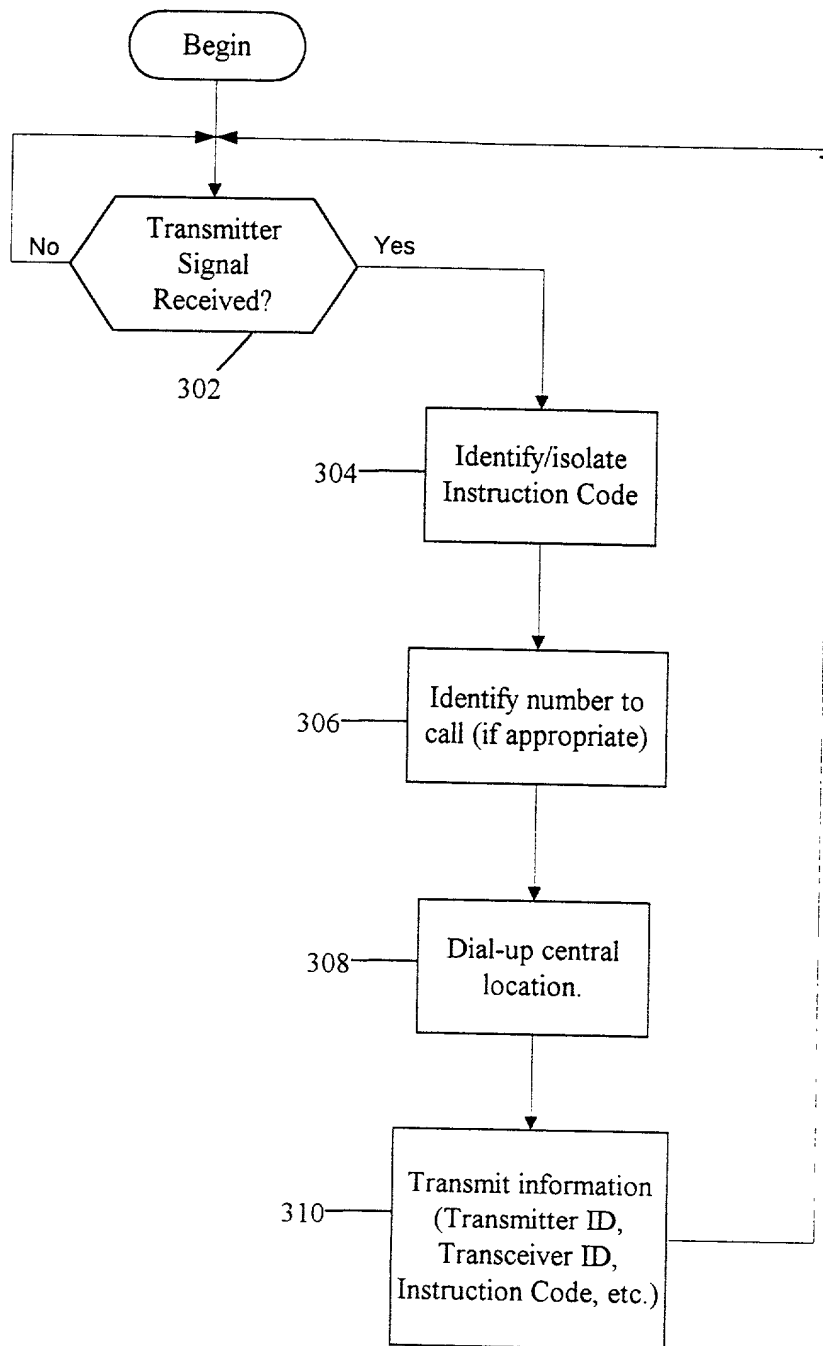 Begin
No
Transmitter
Signal
Received?
Yes
302
304
Identify/isolate
Instruction Code
306
Identify number to
call (if appropriate)
308
Dial-up central
location.
310
Transmit information
(Transmitter ID,
Transceiver ID,
Instruction Code, etc.)